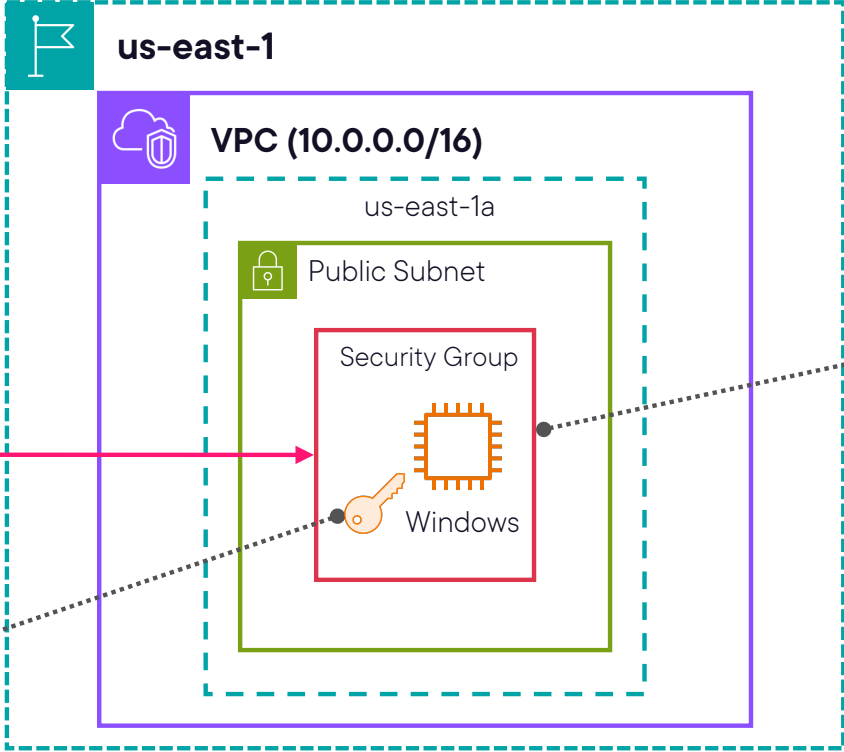 us-east-1
VPC (10.0.0.0/16)
us-east-1a
Public Subnet
Security Group
Windows